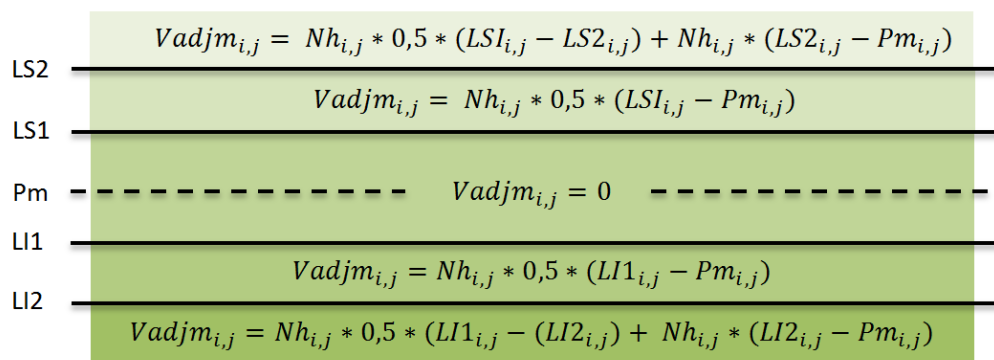 Vadjm_{i,j} = Nh_{i,j} * 0,5 * (LSI_{i,j} − LS2_{i,j}) + Nh_{i,j} * (LS2_{i,j} − Pm_{i,j})
LS2
Vadjm_{i,j} = Nh_{i,j} * 0,5 * (LSI_{i,j} − Pm_{i,j})
LS1
Pm Vadjm_{i,j} = 0
LI1
Vadjm_{i,j} = Nh_{i,j} * 0,5 * (LI1_{i,j} − Pm_{i,j})
LI2
Vadjm_{i,j} = Nh_{i,j} * 0,5 * (LI1_{i,j} − (LI2_{i,j}) + Nh_{i,j} * (LI2_{i,j} − Pm_{i,j})